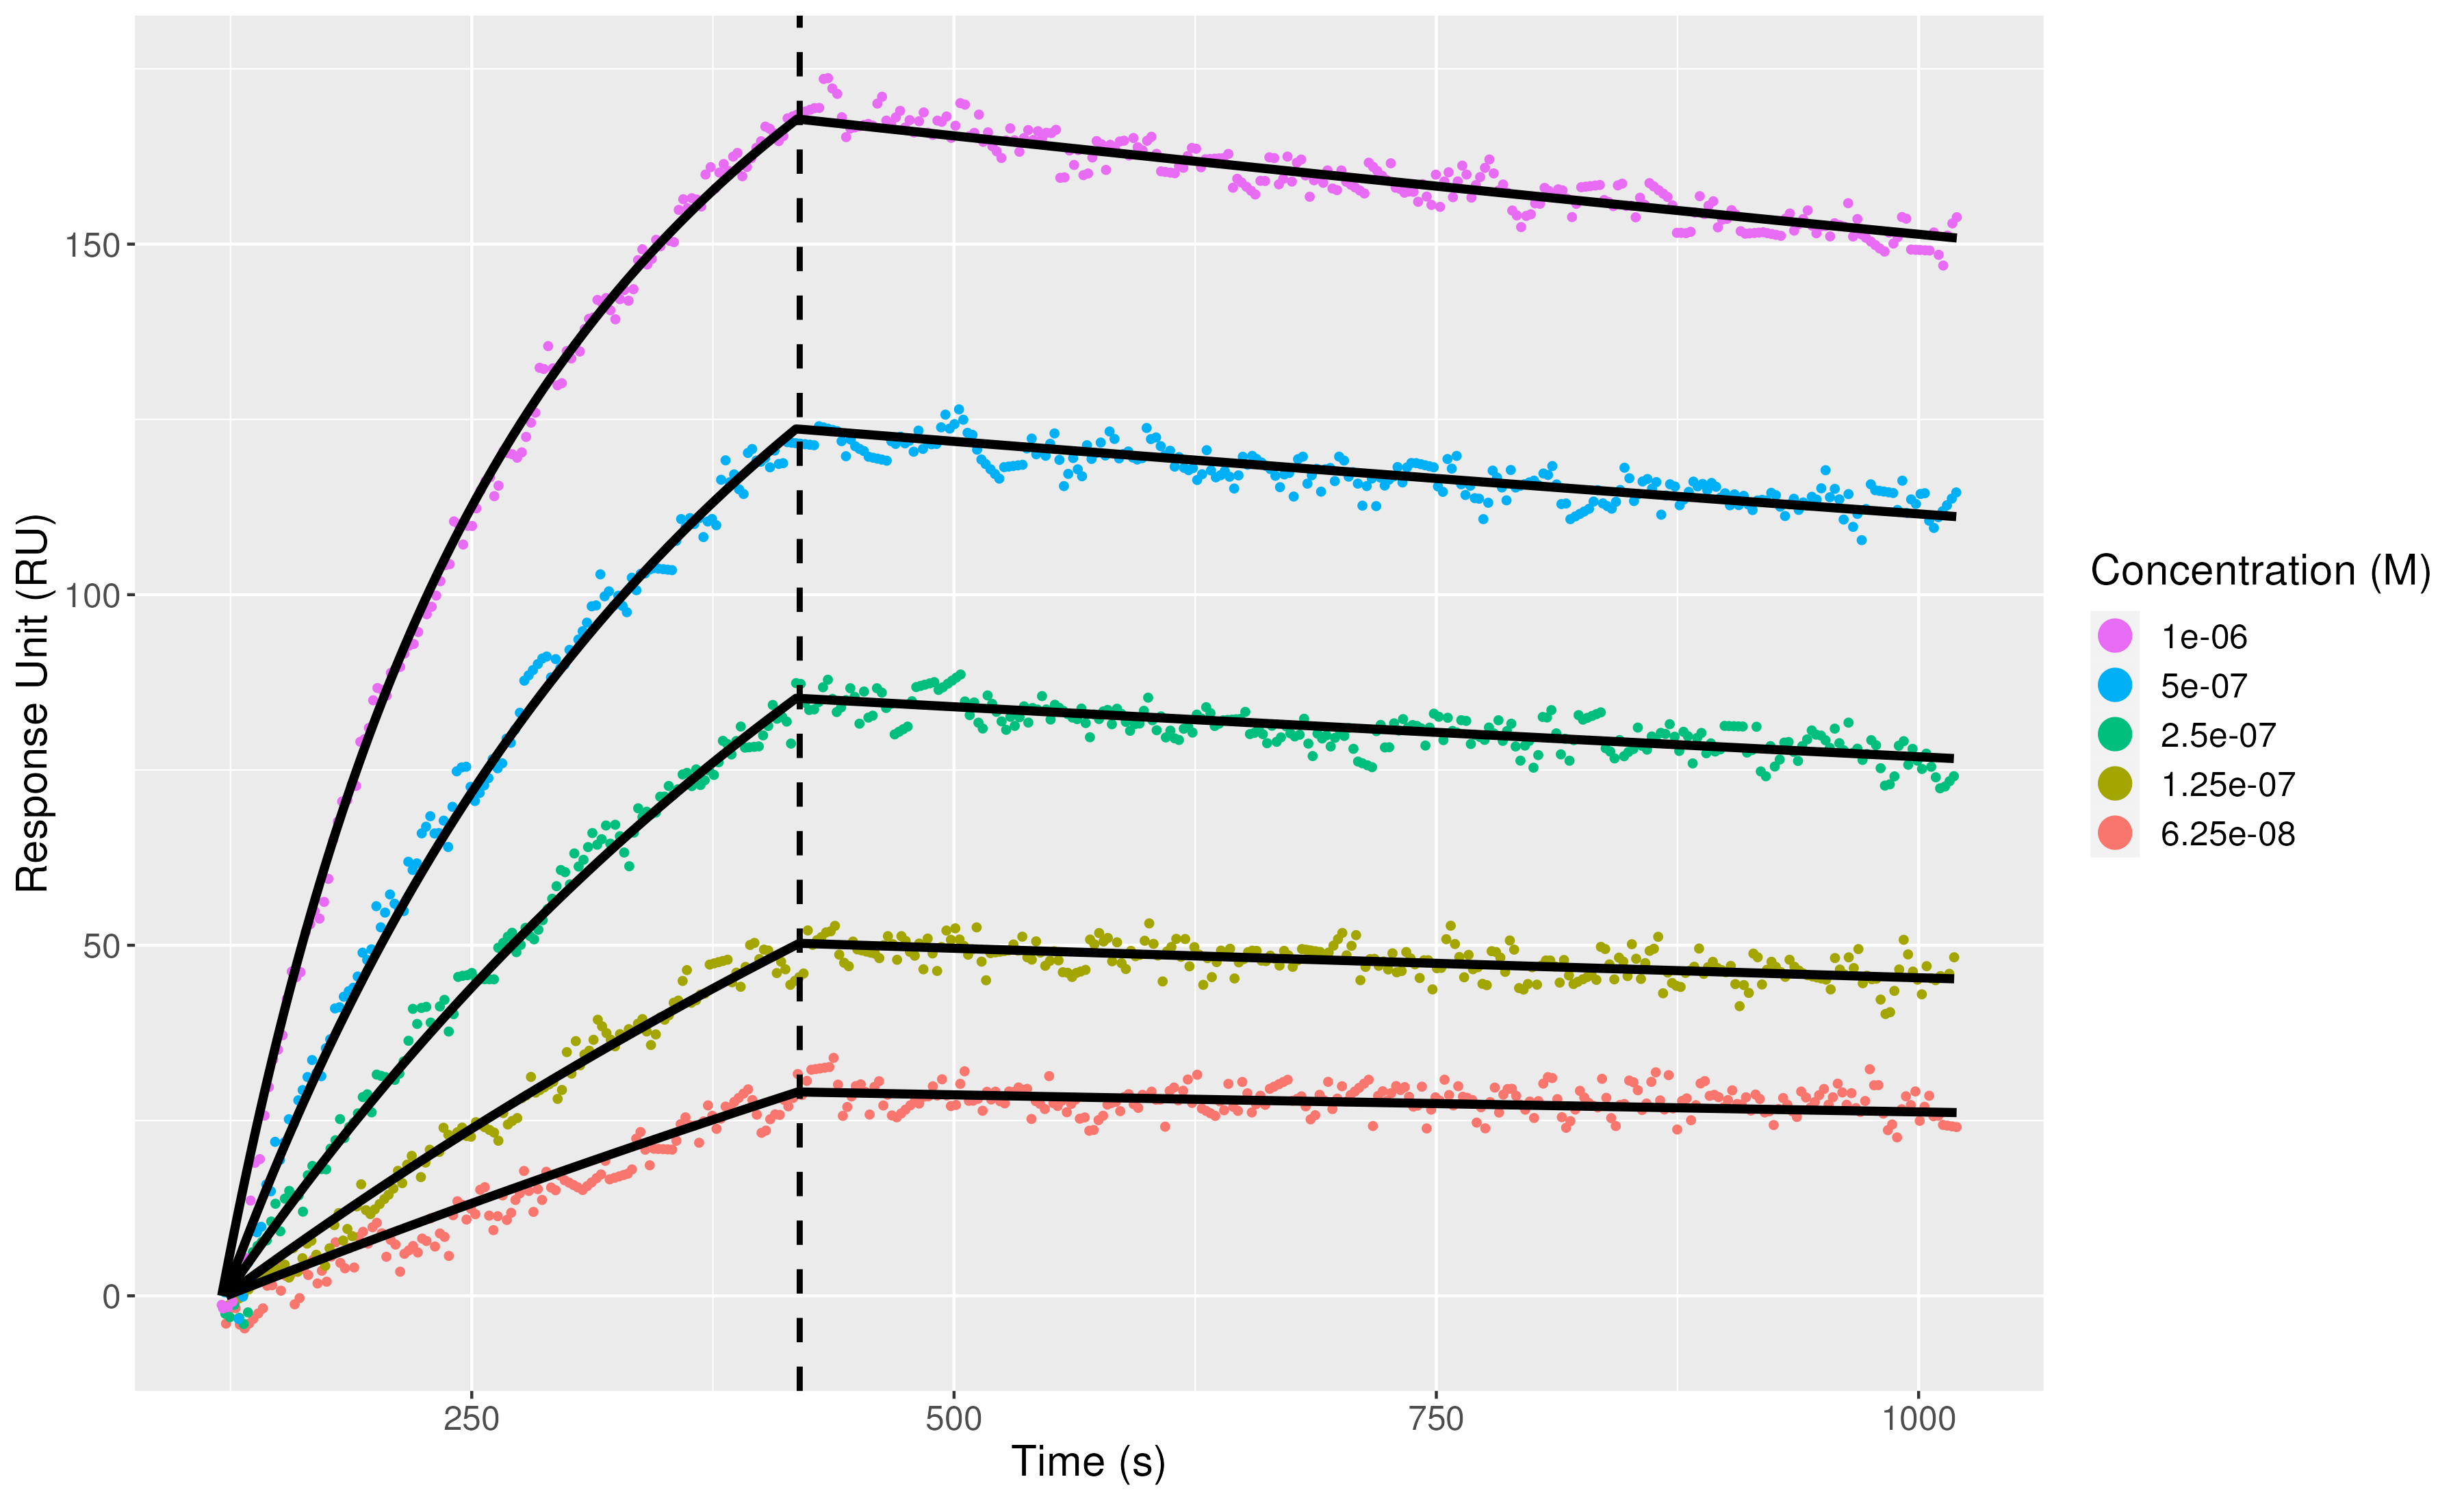 Response Unit (RU)
150
100
50
0
250 500 750 1000
Time (s)
Concentration (M)
1e-06
5e-07
2.5e-07
1.25e-07
6.25e-08